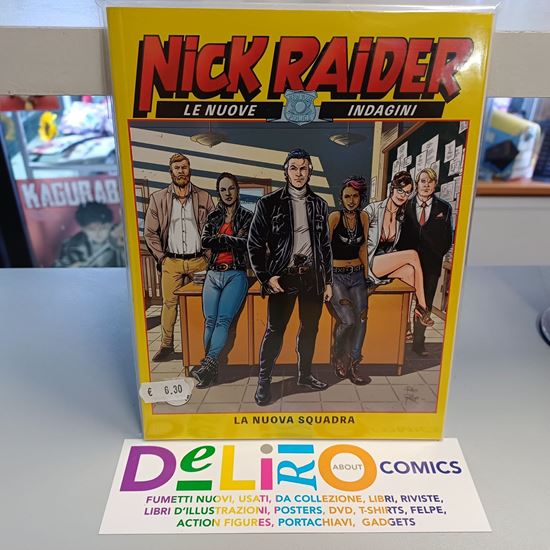 NICK RAIDER
LE NUOVE INDAGINI
KAGURAB
€ 6,30
LA NUOVA SQUADRA
DeLiRiO ABOUT COMICS
FUMETTI NUOVI, USATI, DA COLLEZIONE, LIBRI, RIVISTE,
LIBRI D'ILLUSTRAZIONI, POSTERS, DVD, T-SHIRTS, FELPE,
ACTION FIGURES, PORTACHIAVI, GADGETS